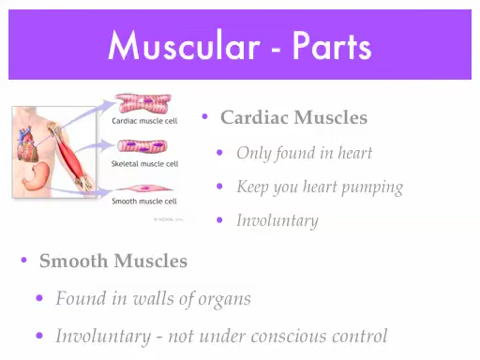 Muscular - Parts
Cardiac muscle cell
Skeletal muscle cell
Smooth muscle cell
• Cardiac Muscles
• Only found in heart
• Keep you heart pumping
• Involuntary
• Smooth Muscles
• Found in walls of organs
• Involuntary - not under conscious control